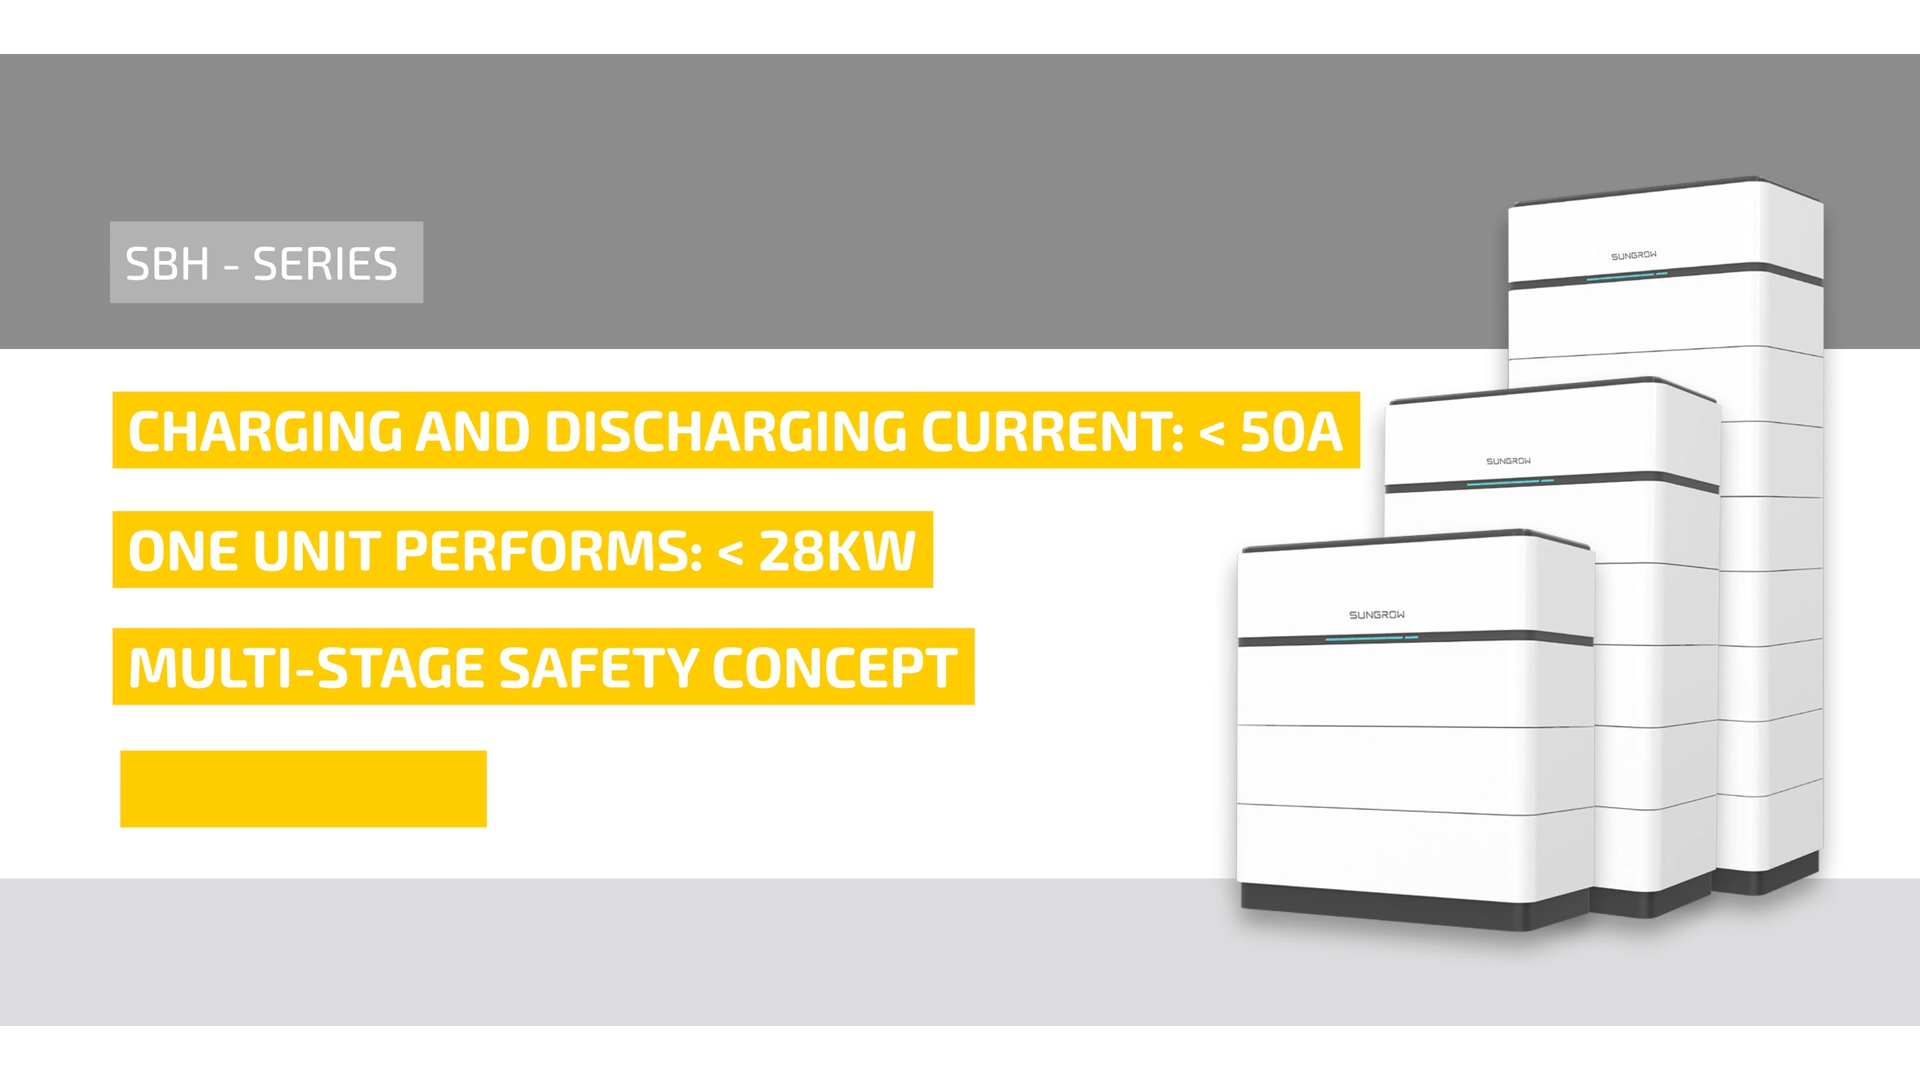 SBH - SERIES
CHARGING AND DISCHARGING CURRENT: < 50A
ONE UNIT PERFORMS: < 28KW
MULTI-STAGE SAFETY CONCEPT
SUNGROW
SUNGROW
SUNGROW